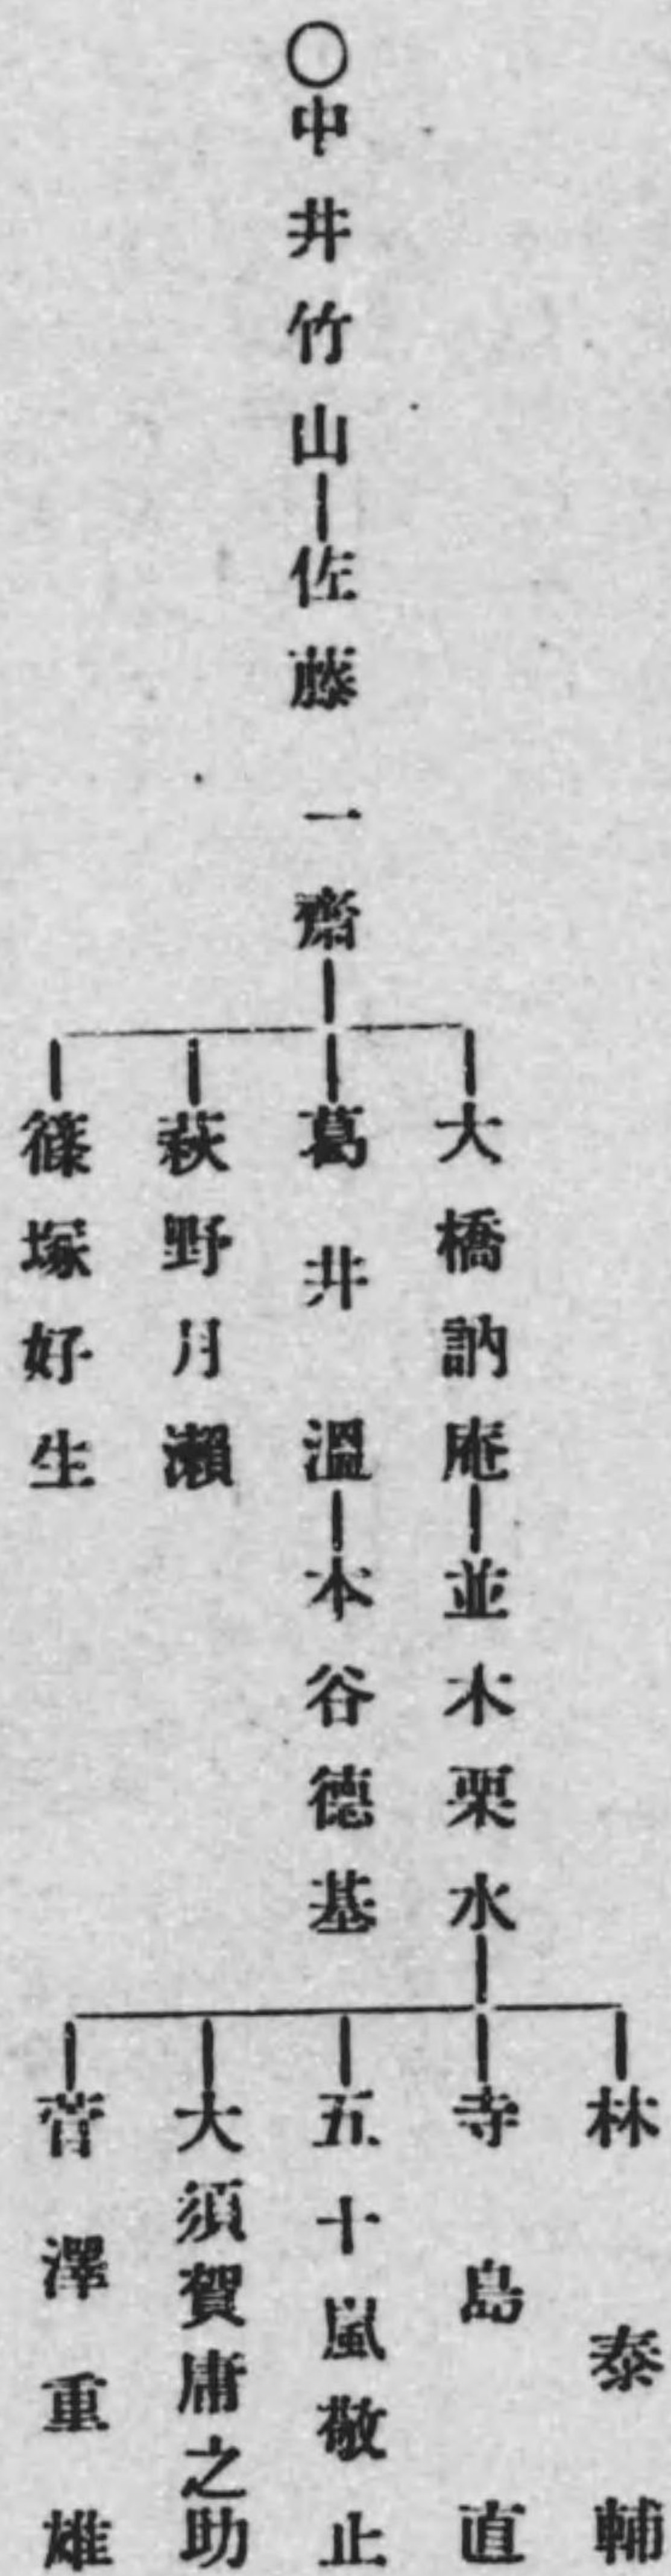 〇中井竹山
佐藤一齋
大橋訥庵
葛井溫
萩野月瀨
篠塚好生
並木栗水
本谷德基
林泰輔
寺島直
五十嵐敬止
大須賀庸之助
菅澤重雄